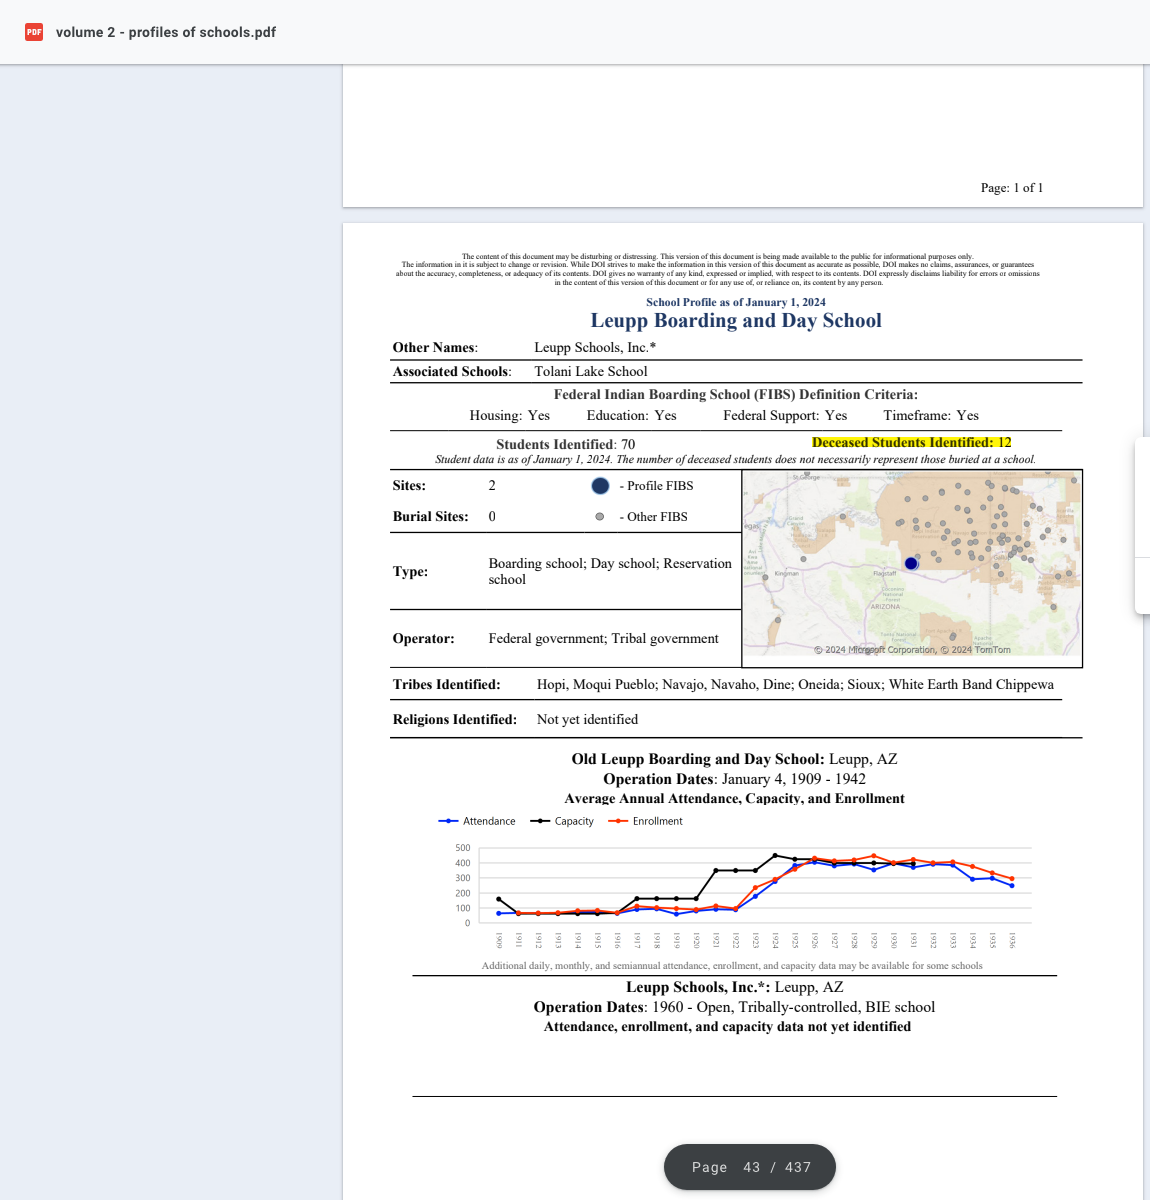 PDF volume 2 - profiles of schools.pdf
Page: 1 of 1
The content of this document may be disturbing or distressing. This version of this document is being made available to the public for informational purposes only.
The information in it is subject to change or revision. While DOI strives to make the information in this version of this document as accurate as possible, DOI makes no claims, assurances, or guarantees
about the accuracy, completeness, or adequacy of its contents. DOI gives no warranty of any kind, expressed or implied, with respect to its contents. DOI expressly disclaims liability for errors or omissions
in the content of this version of this document or for any use of, or reliance on, its content by any person.
School Profile as of January 1, 2024
Leupp Boarding and Day School
Other Names: Leupp Schools, Inc.*
Associated Schools: Tolani Lake School
Federal Indian Boarding School (FIBS) Definition Criteria:
Housing: Yes Education: Yes Federal Support: Yes Timeframe: Yes
Students Identified: 70 Deceased Students Identified: 12
Student data is as of January 1, 2024. The number of deceased students does not necessarily represent those buried at a school.
Sites: 2 - Profile FIBS
Burial Sites: 0 - Other FIBS
Type: Boarding school; Day school; Reservation
school
Operator: Federal government; Tribal government
St George
Grand
Kingman
Flagstaff
Gallup
ARIZONA
© 2024 Microsoft Corporation, © 2024 TomTom
Tribes Identified: Hopi, Moqui Pueblo; Navajo, Navaho, Dine; Oneida; Sioux; White Earth Band Chippewa
Religions Identified: Not yet identified
Old Leupp Boarding and Day School: Leupp, AZ
Operation Dates: January 4, 1909 - 1942
Average Annual Attendance, Capacity, and Enrollment
Attendance Capacity Enrollment
500
400
300
200
100
0
1909 1911 1912 1913 1914 1915 1916 1917 1918 1919 1920 1921 1922 1923 1924 1925 1926 1927 1928 1929 1930 1931 1932 1933 1934 1935 1936
Additional daily, monthly, and semiannual attendance, enrollment, and capacity data may be available for some schools
Leupp Schools, Inc.*: Leupp, AZ
Operation Dates: 1960 - Open, Tribally-controlled, BIE school
Attendance, enrollment, and capacity data not yet identified
Page 43 / 437